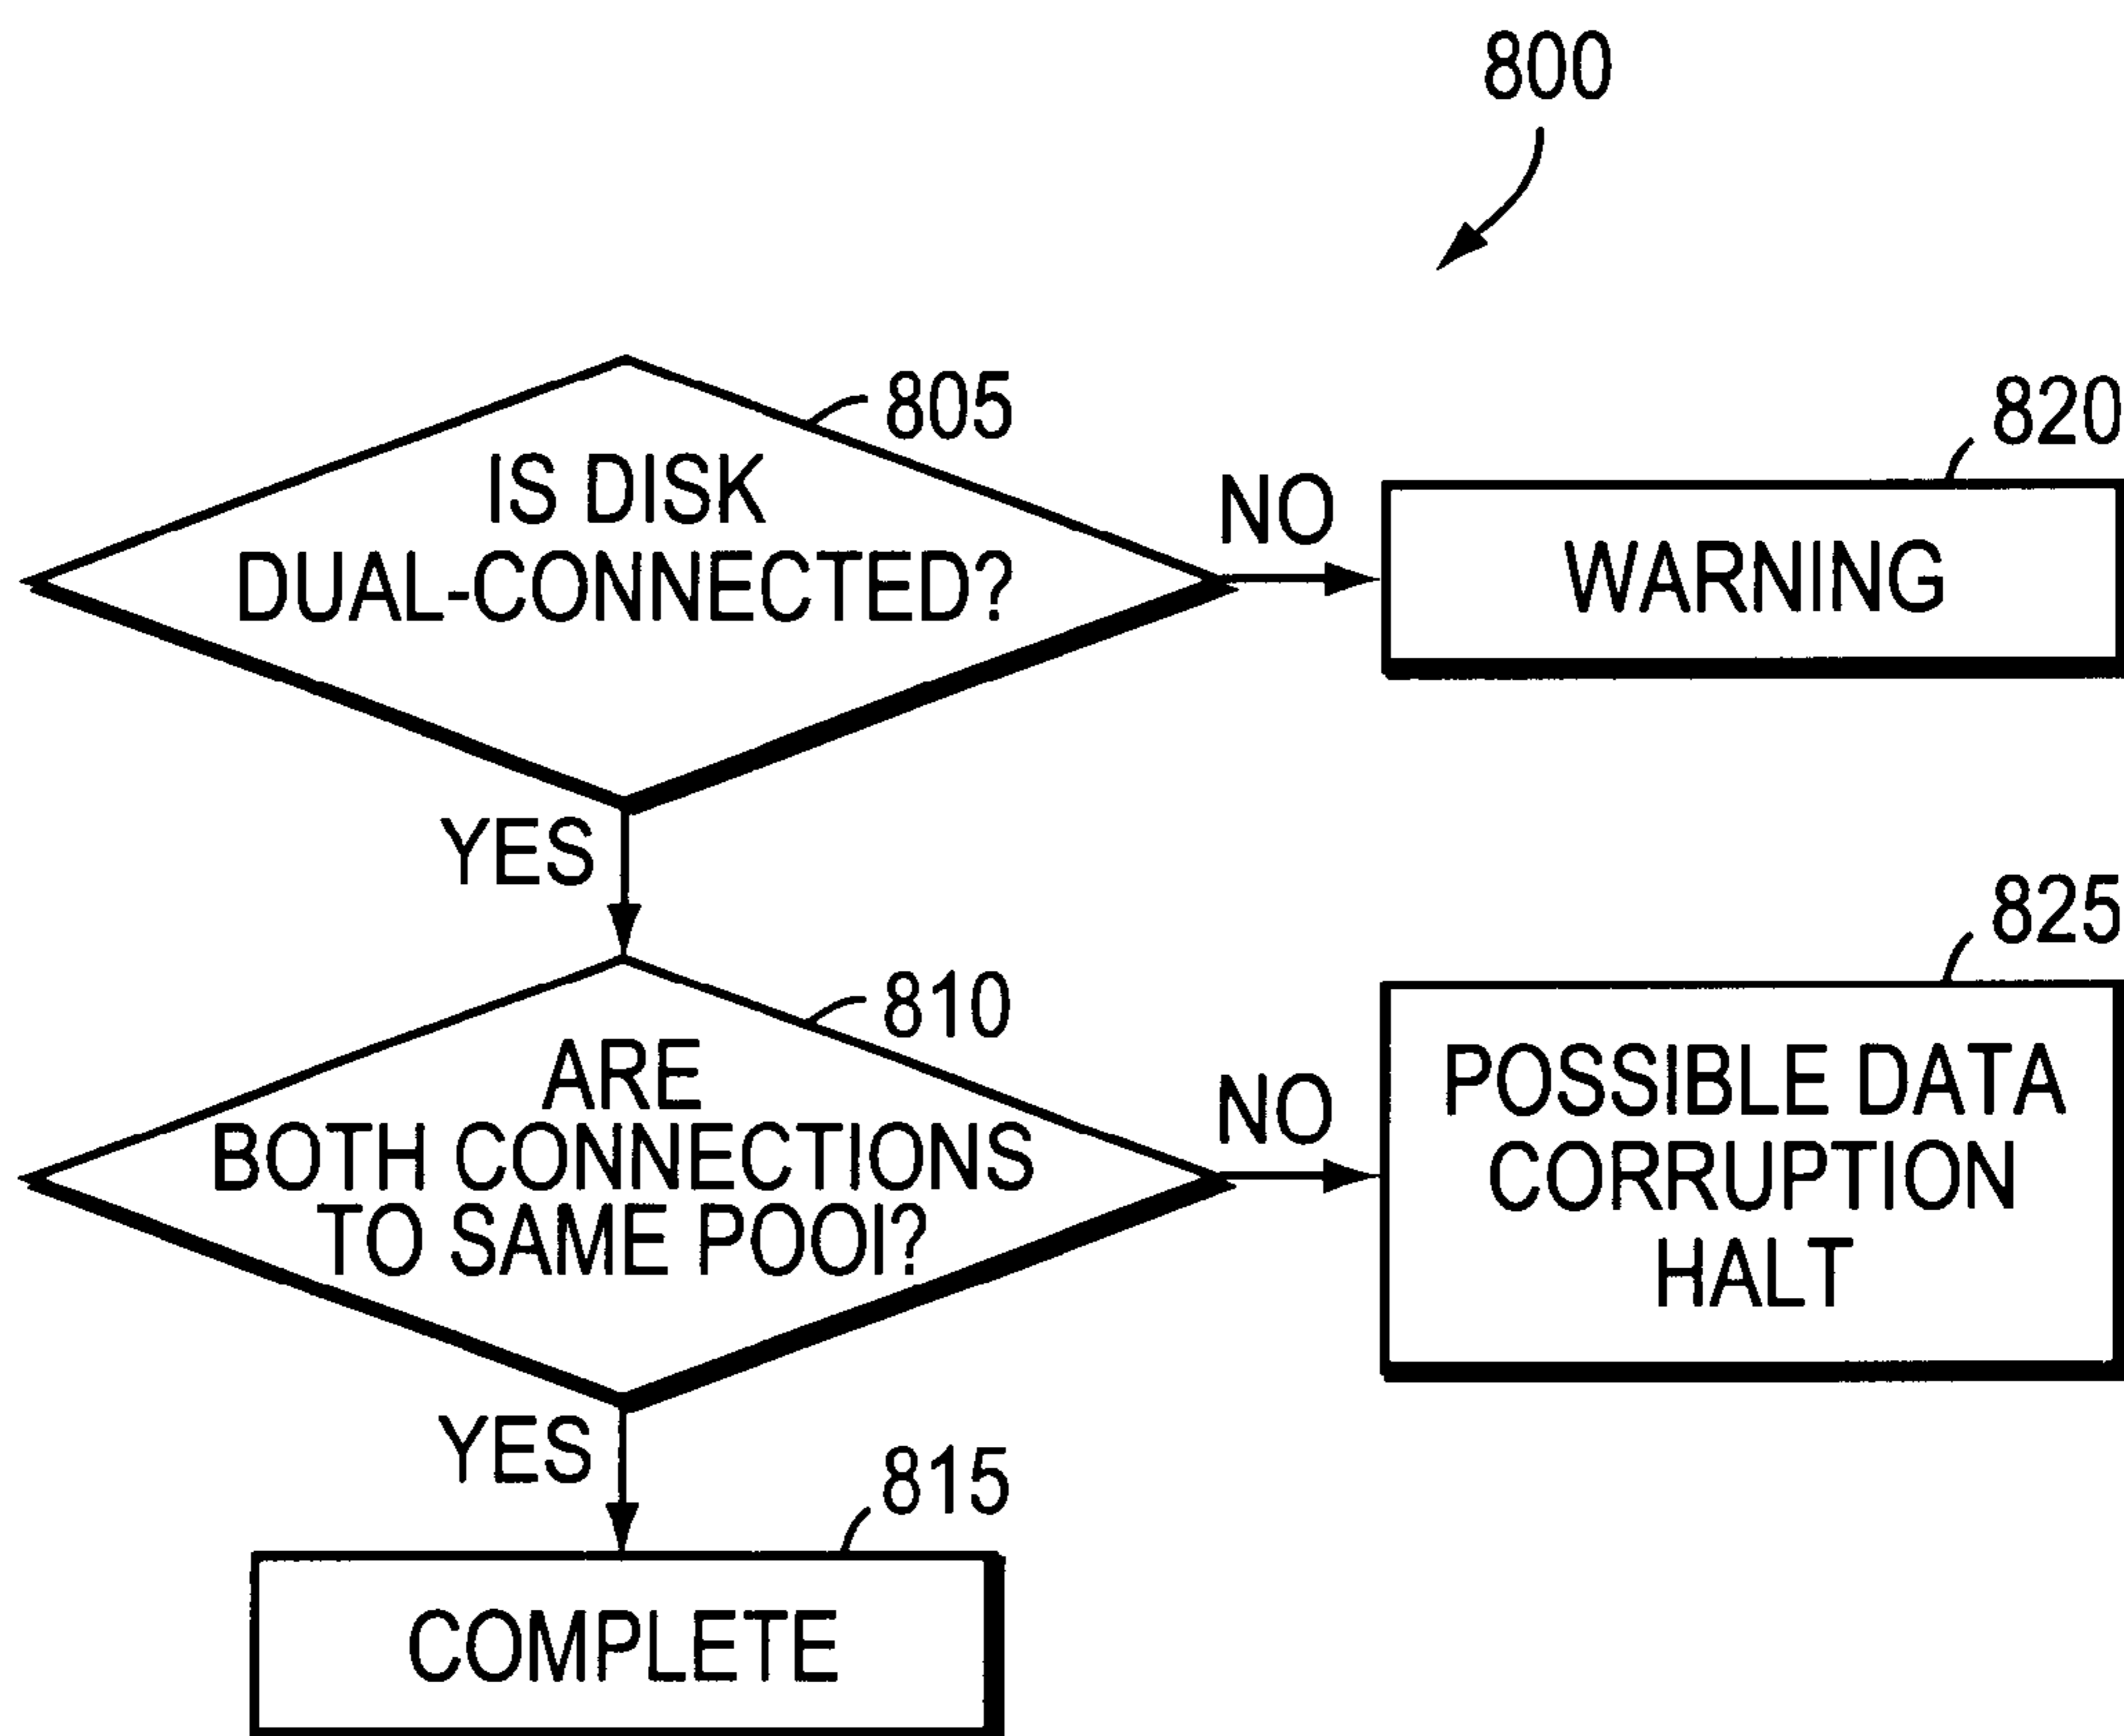 800
805
IS DISK
DUAL-CONNECTED?
NO
820
WARNING
YES
810
ARE
BOTH CONNECTIONS
TO SAME POOI?
NO
825
POSSIBLE DATA
CORRUPTION
HALT
YES
815
COMPLETE